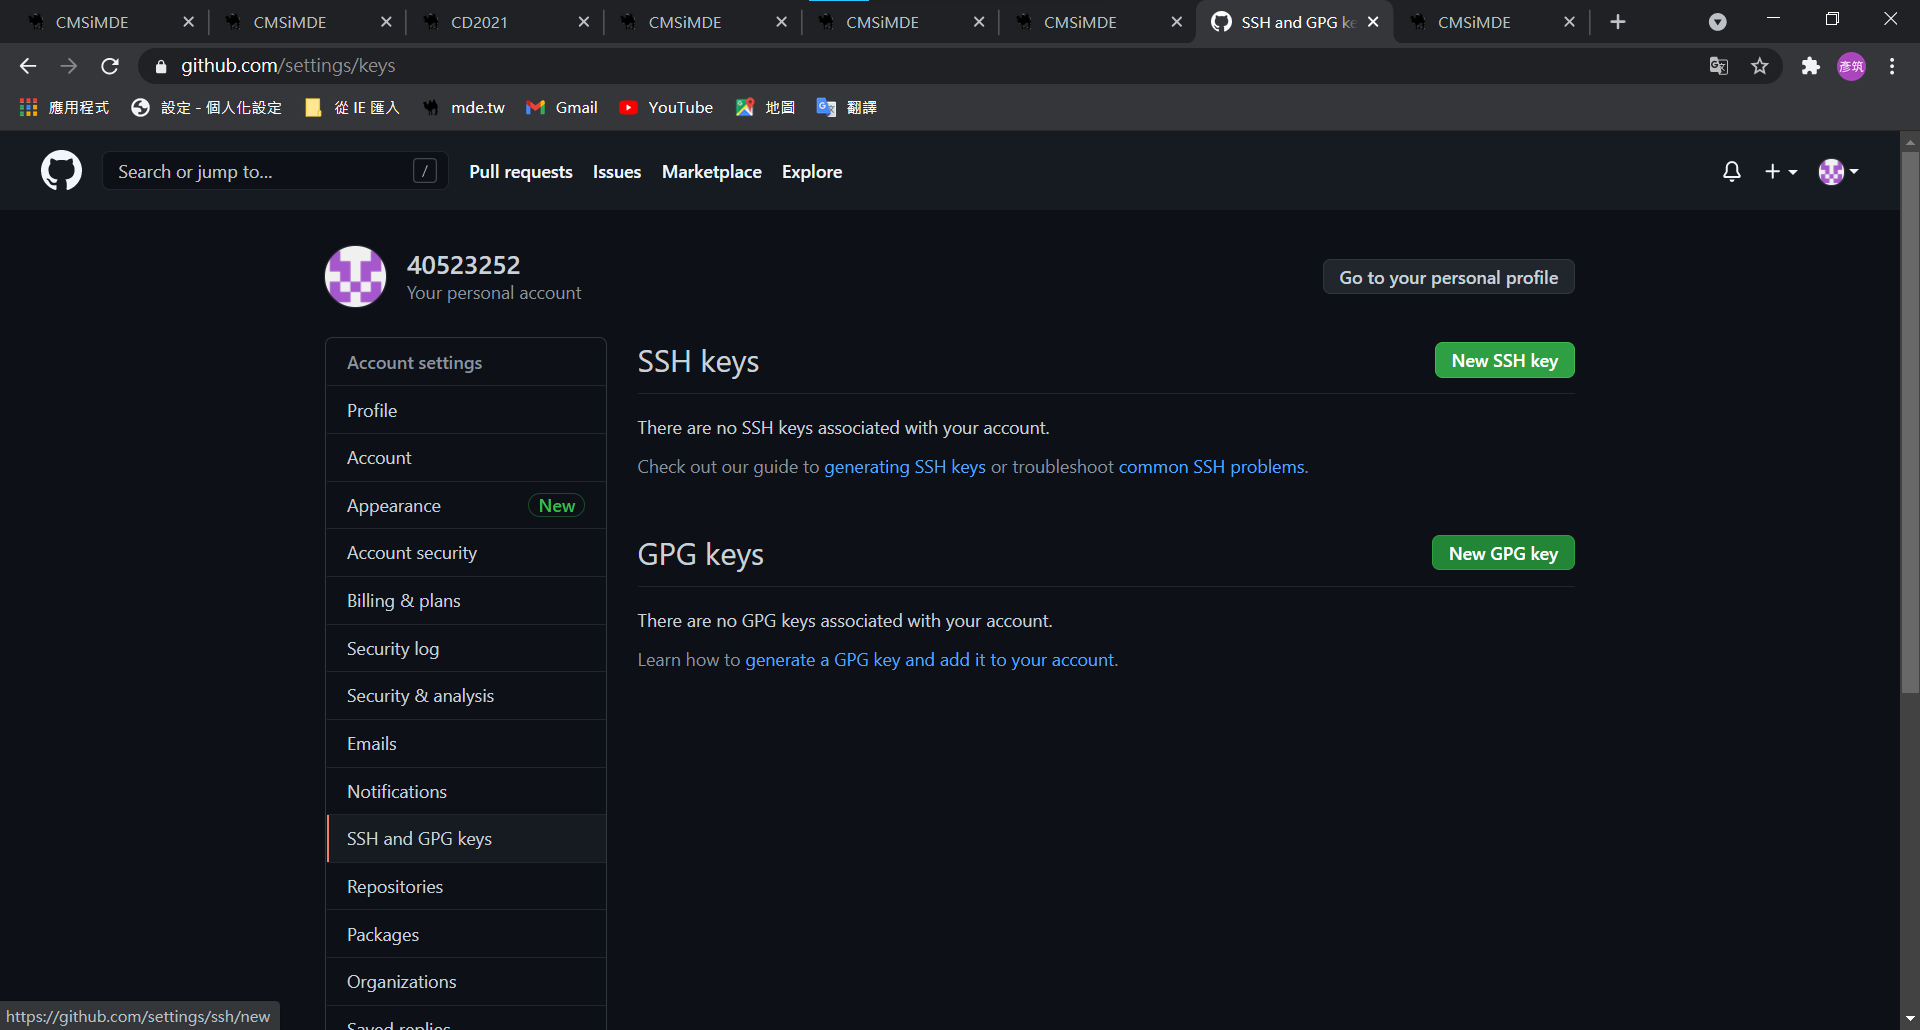 CMSiMDE
CMSiMDE
CD2021
CMSiMDE
CMSiMDE
CMSiMDE
SSH and GPG ke
CMSiMDE
github.com/settings/keys
彥筑
應用程式
設定 - 個人化設定
從 IE 匯入
mde.tw
Gmail
YouTube
地圖
翻譯
Search or jump to...
/
Pull requests
Issues
Marketplace
Explore
40523252
Your personal account
Go to your personal profile
Account settings
Profile
Account
Appearance
New
Account security
Billing & plans
Security log
Security & analysis
Emails
Notifications
SSH and GPG keys
Repositories
Packages
Organizations
Saved replies
SSH keys
New SSH key
There are no SSH keys associated with your account.
Check out our guide to generating SSH keys or troubleshoot common SSH problems.
GPG keys
New GPG key
There are no GPG keys associated with your account.
Learn how to generate a GPG key and add it to your account.
https://github.com/settings/ssh/new